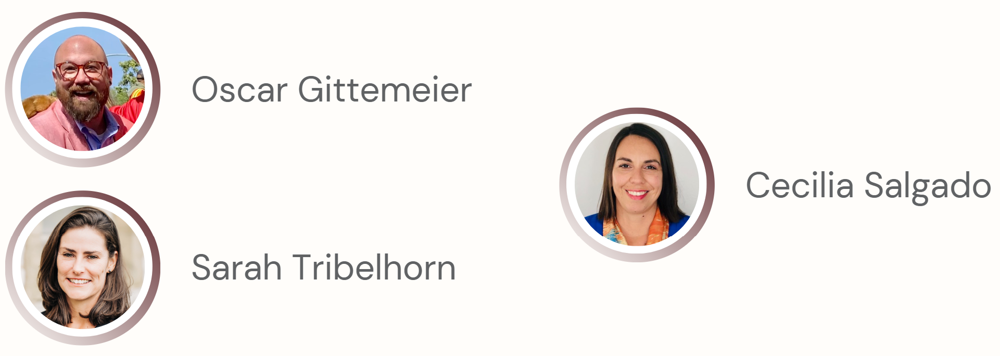 Oscar Gittemeier
Sarah Tribelhorn
Cecilia Salgado